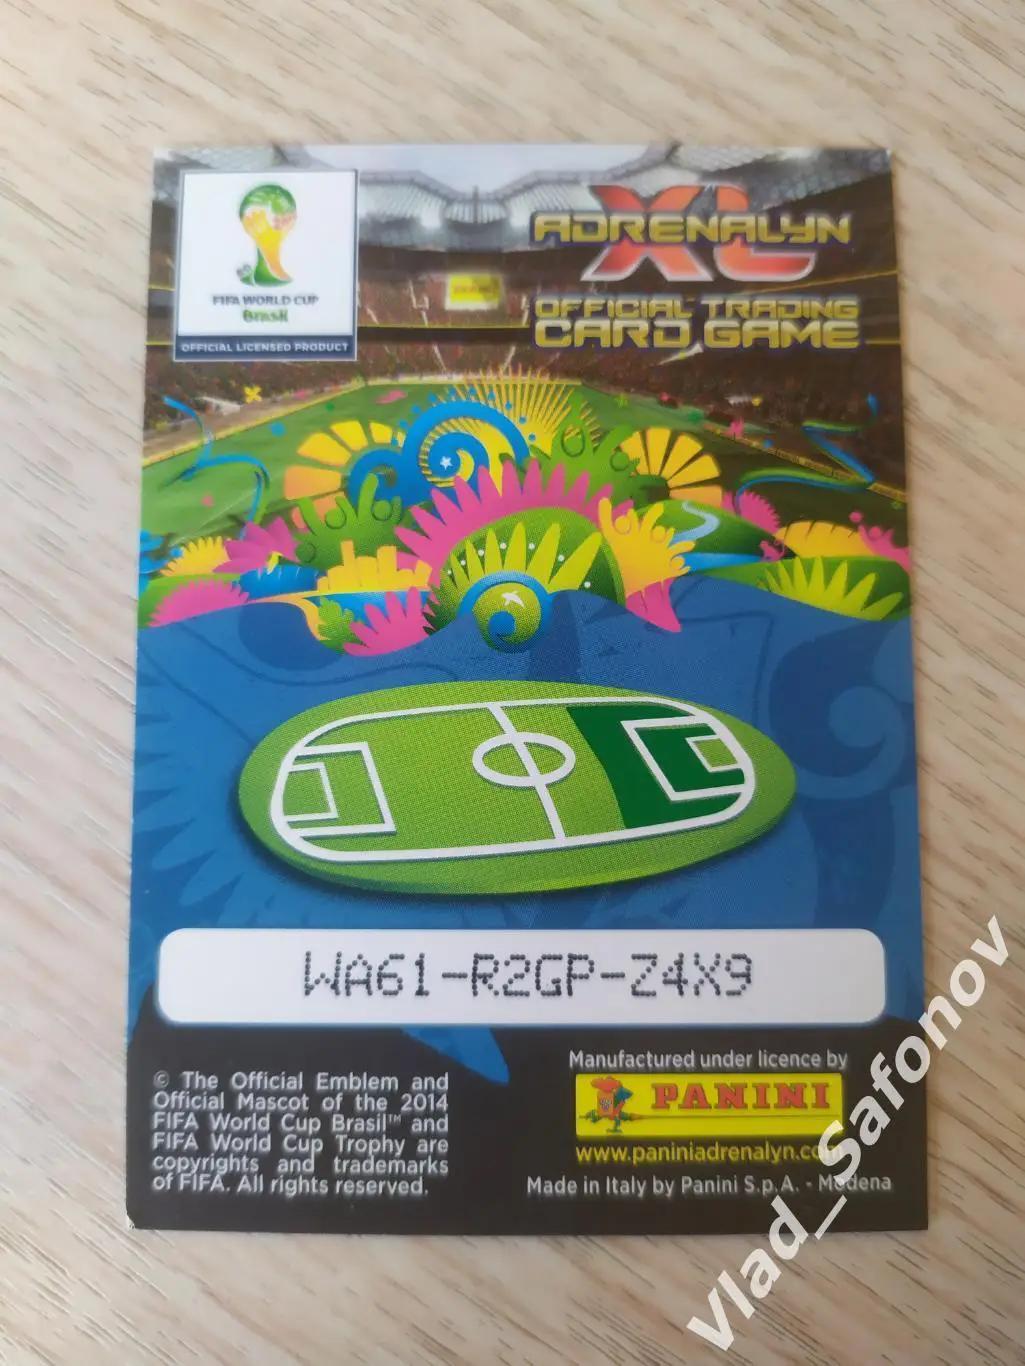 FIFA WORLD CUP
Brasil
OFFICIAL LICENSED PRODUCT
XL
ADRENALYN
OFFICIAL TRADING
CARD GAME
PANINI
WA61-R2GP-Z4X9
© The Official Emblem and
Official Mascot of the 2014
FIFA World Cup Brasil™ and
FIFA World Cup Trophy are
copyrights and trademarks
of FIFA. All rights reserved.
Manufactured under licence by
PANINI
www.paniniadrenalyn.com
Made in Italy by Panini S.p.A. - Modena
Vlad_Safonov